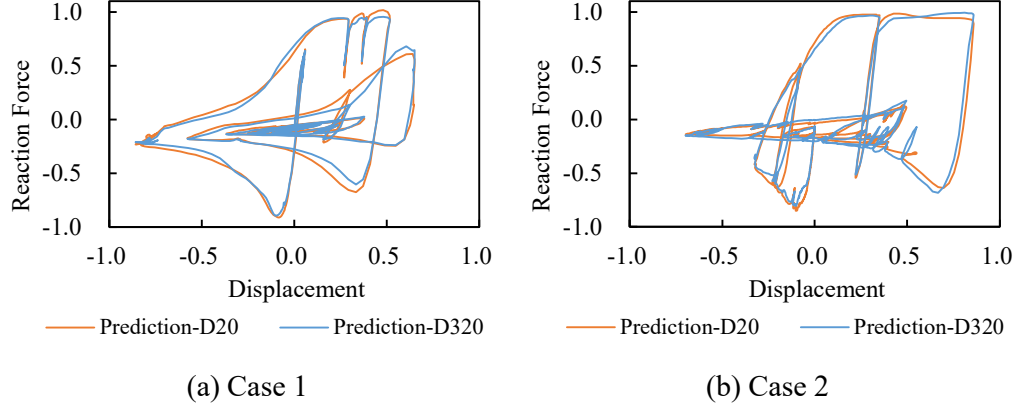 1.0
0.5
0.0
-0.5
-1.0
Reaction Force
-1.0 -0.5 0.0 0.5 1.0
Displacement
Prediction-D20 Prediction-D320
(a) Case 1
1.0
0.5
0.0
-0.5
-1.0
Reaction Force
-1.0 -0.5 0.0 0.5 1.0
Displacement
Prediction-D20 Prediction-D320
(b) Case 2